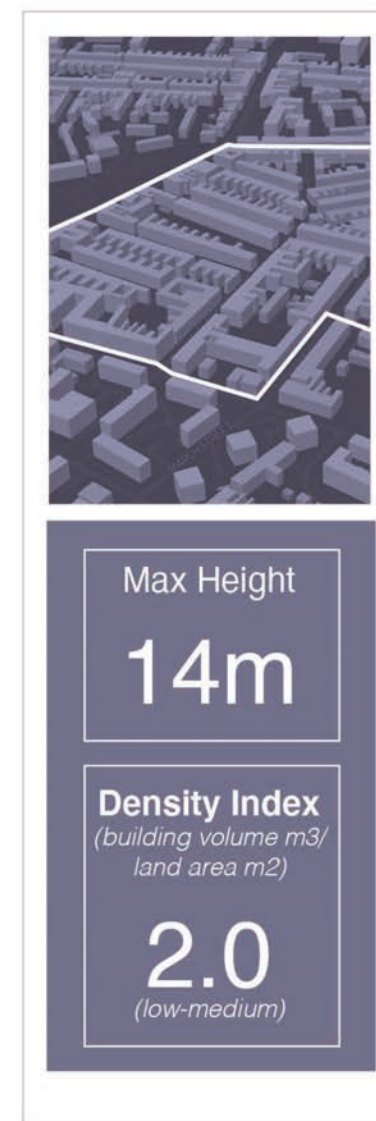 Max Height
14m
Density Index
(building volume m3/
land area m2)
2.0
(low-medium)